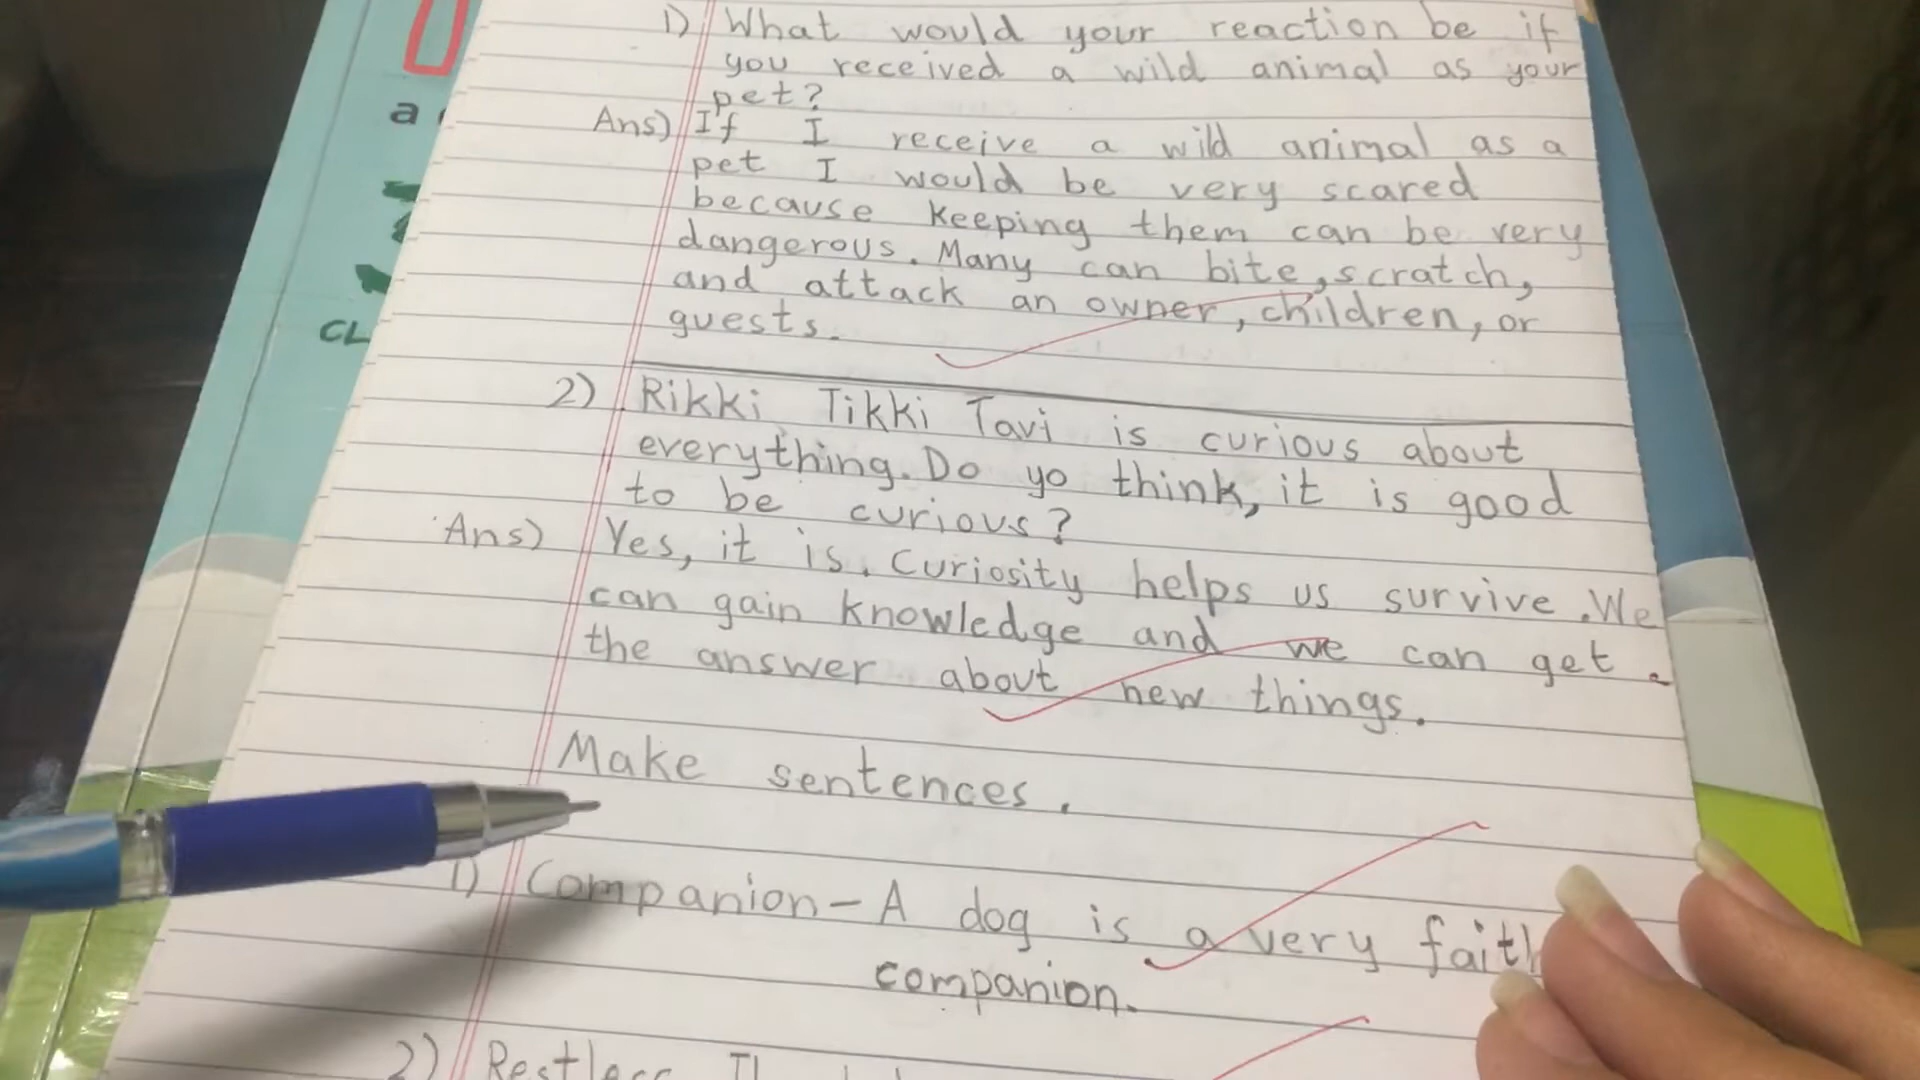 1) What would your reaction be if
you received a wild animal as your
pet?
Ans) If I receive a wild animal as a
pet I would be very scared
because keeping them can be very
dangerous. Many can bite, scratch,
and attack an owner, children, or
guests.
2) Rikki Tikki Tavi is curious about
everything. Do yo think, it is good
to be curious?
Ans) Yes, it is. Curiosity helps us survive. We
can gain knowledge and we can get
the answer about new things.
Make sentences.
1) Companion - A dog is a very
companion.
2) Restless
a
CL